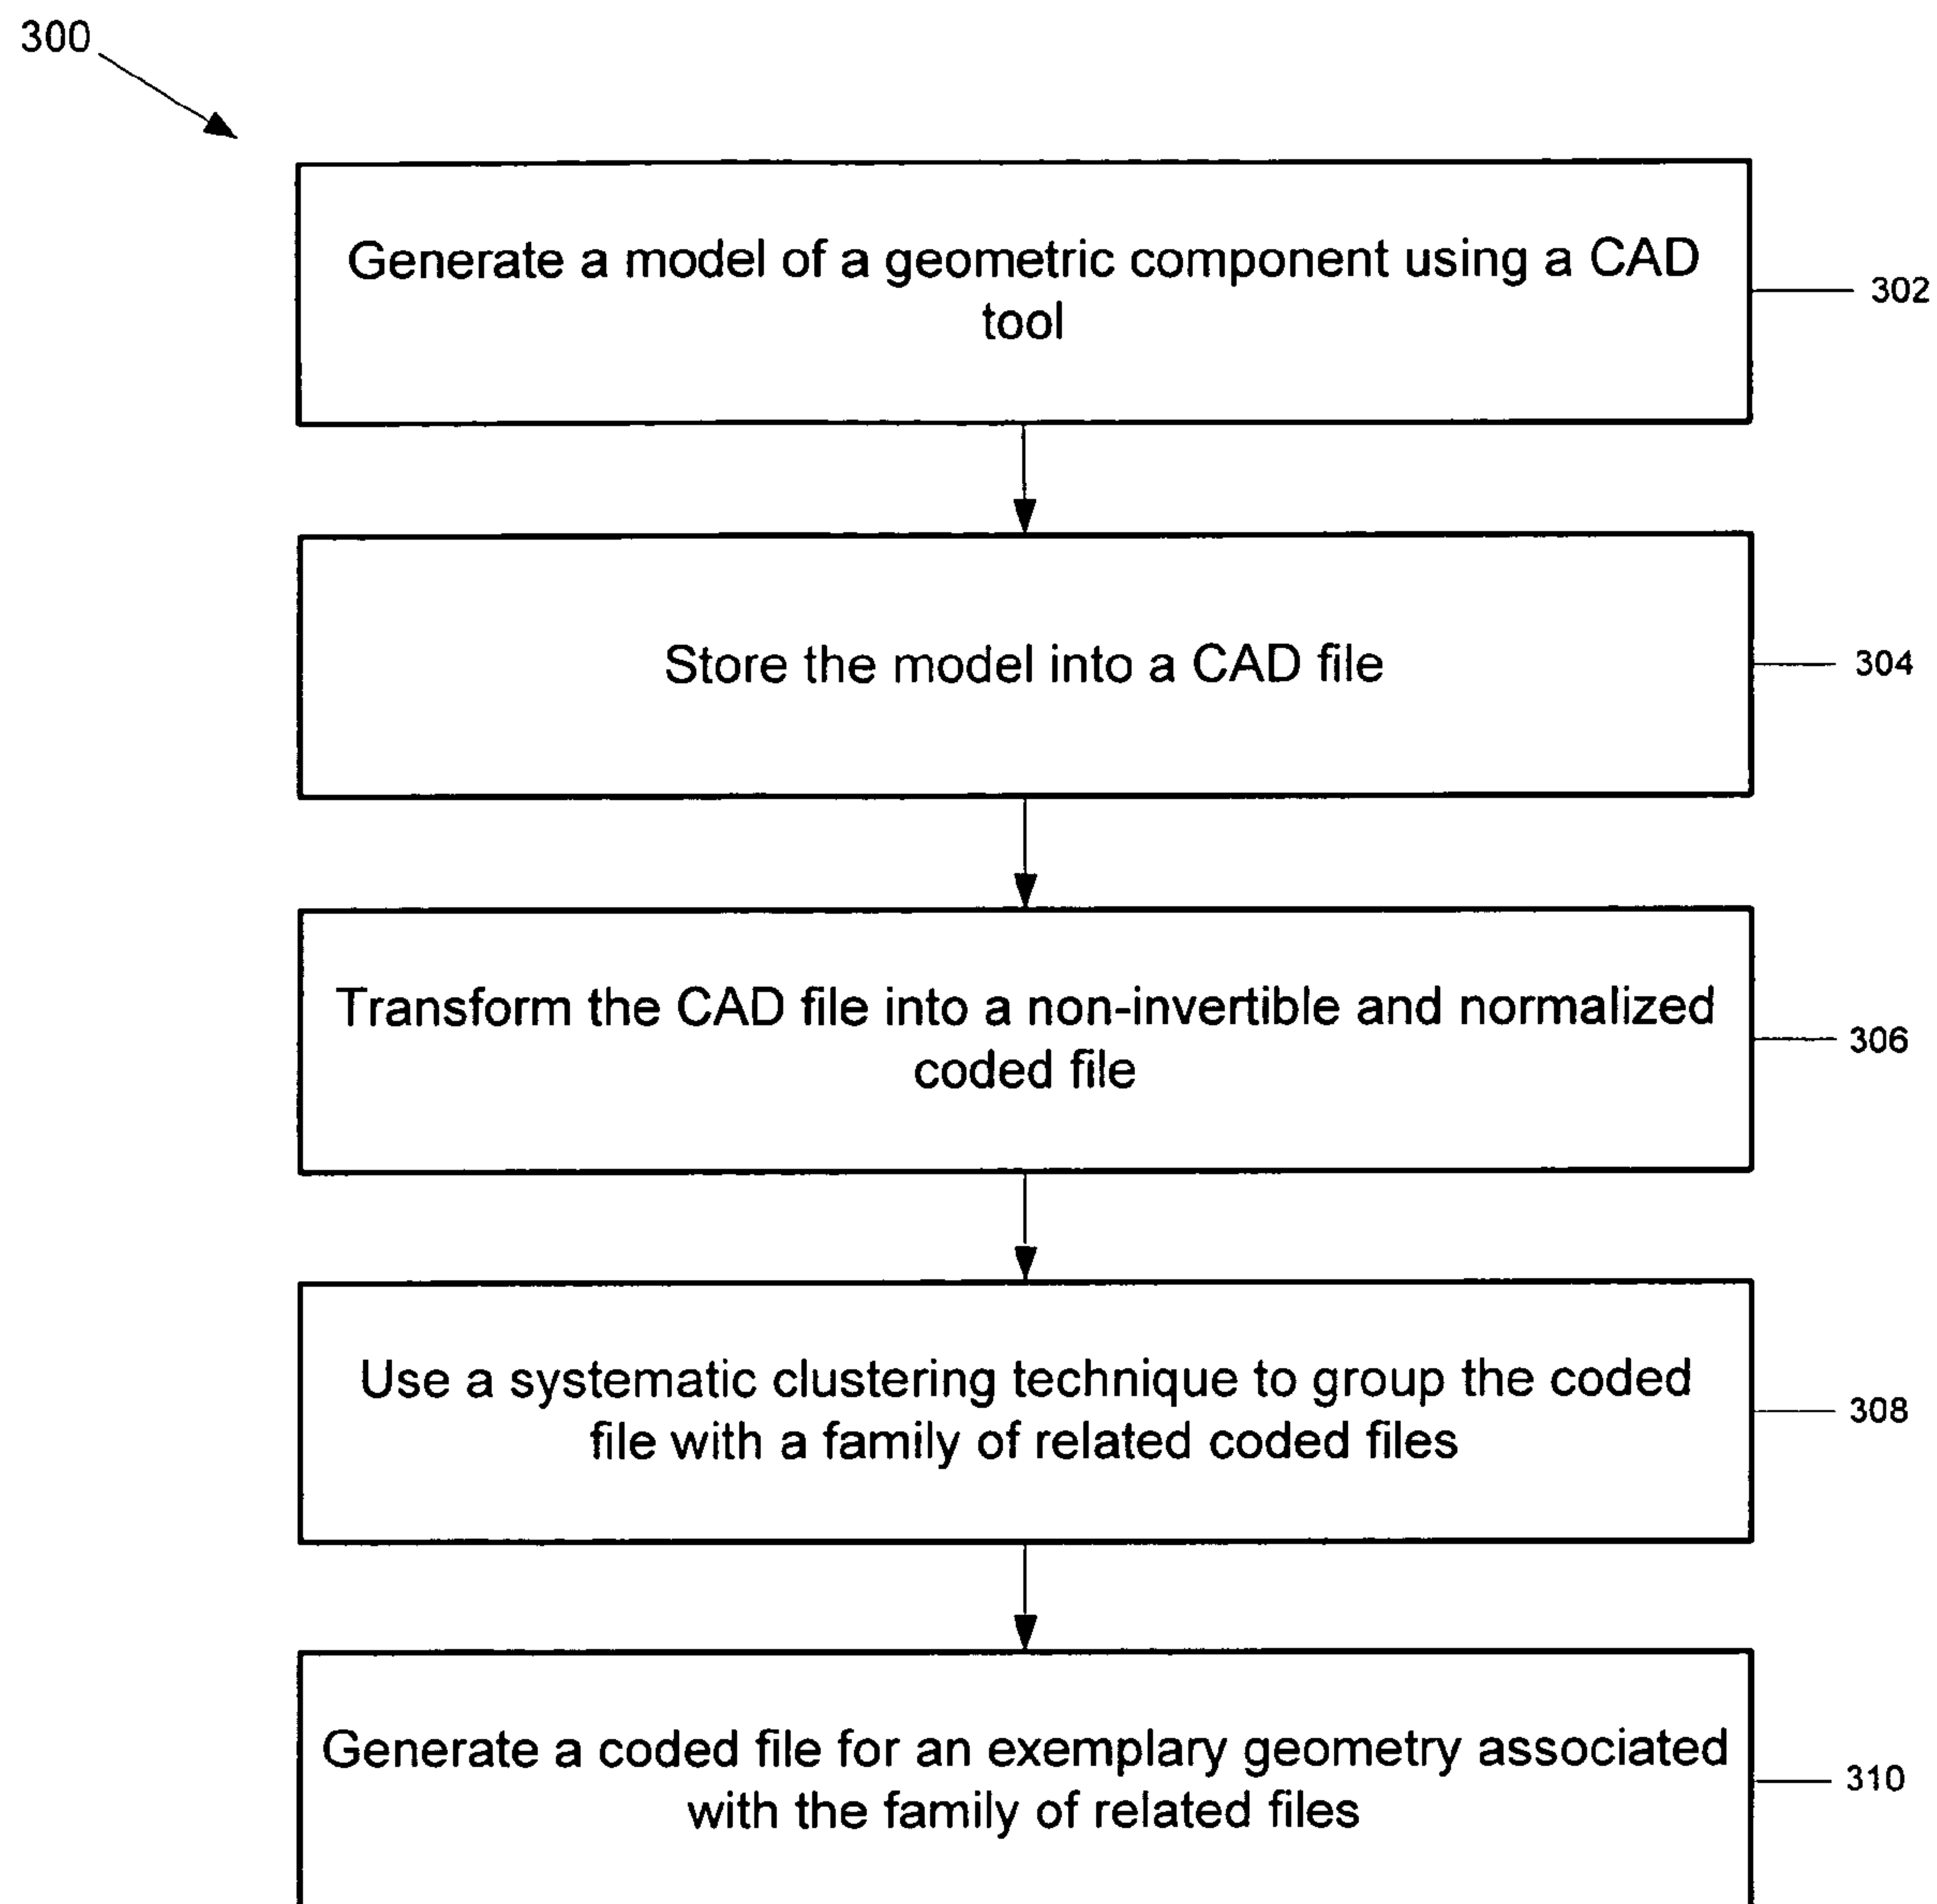 300
Generate a model of a geometric component using a CAD
tool
302
Store the model into a CAD file
304
Transform the CAD file into a non-invertible and normalized
coded file
306
Use a systematic clustering technique to group the coded
file with a family of related coded files
308
Generate a coded file for an exemplary geometry associated
with the family of related files
310